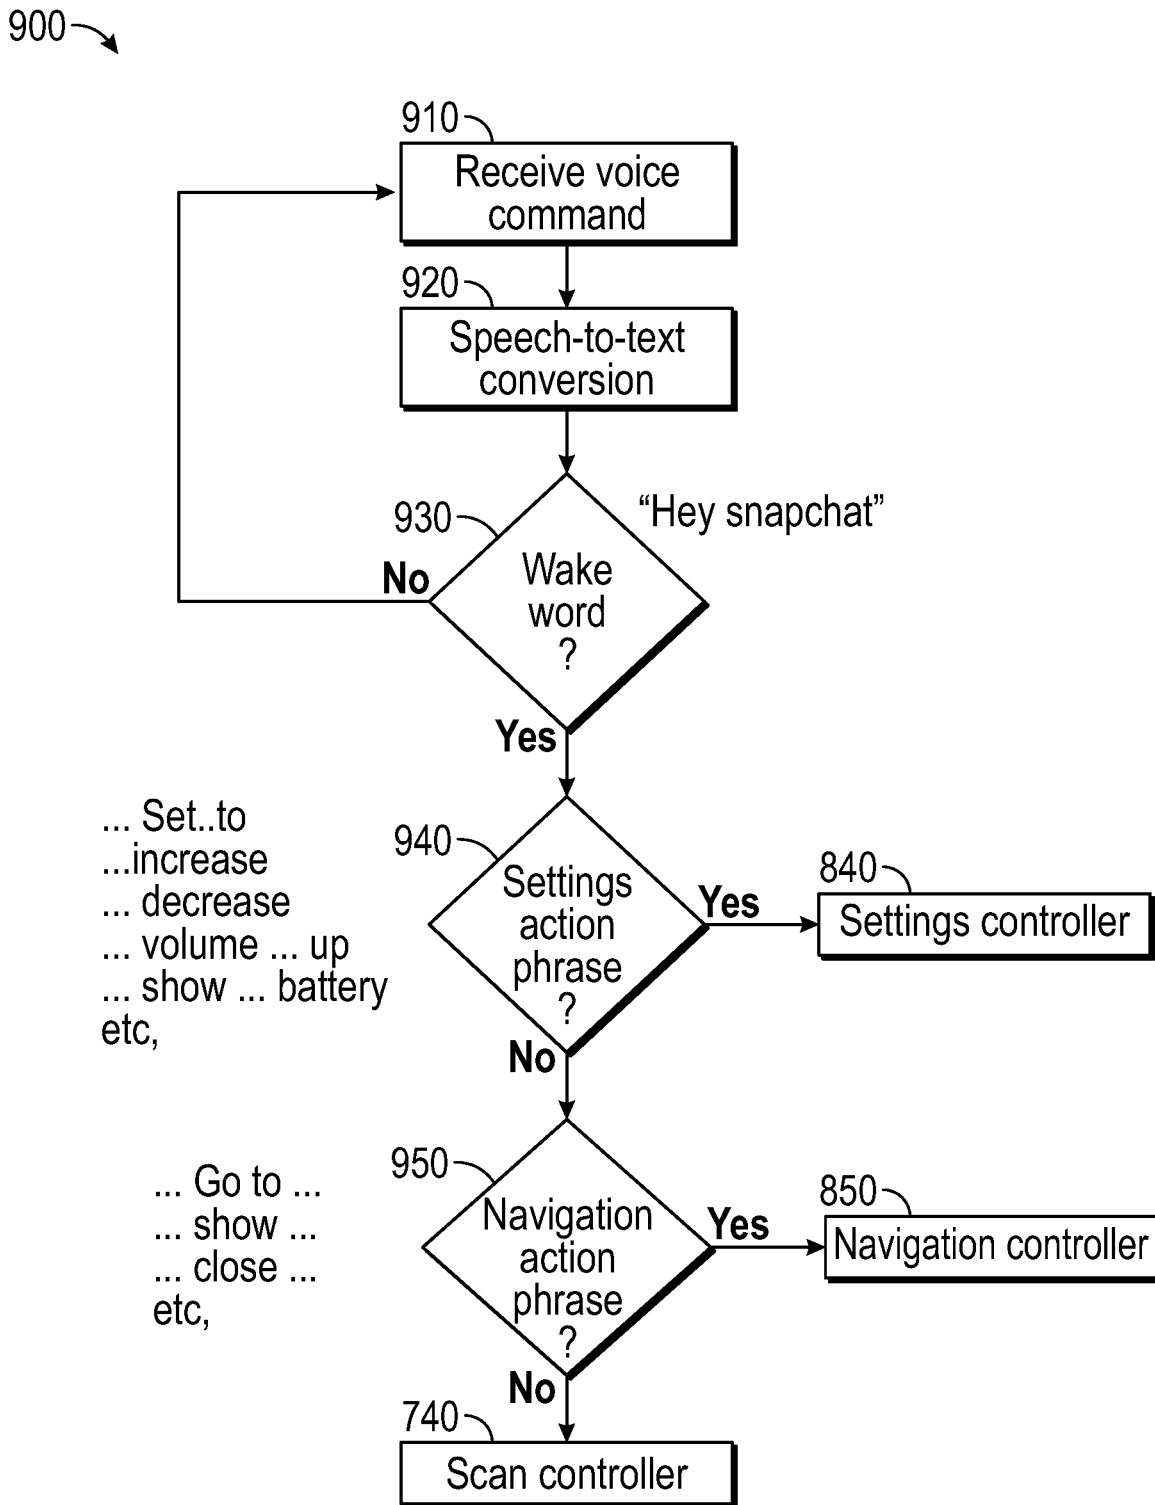 900
910
Receive voice
command
920
Speech-to-text
conversion
930
“Hey snapchat”
No
Wake
word
?
Yes
... Set..to
...increase
... decrease
... volume ... up
... show ... battery
etc,
940
Settings
action
phrase
?
Yes
840
Settings controller
No
... Go to ...
... show ...
... close ...
etc,
950
Navigation
action
phrase
?
Yes
850
Navigation controller
No
740
Scan controller